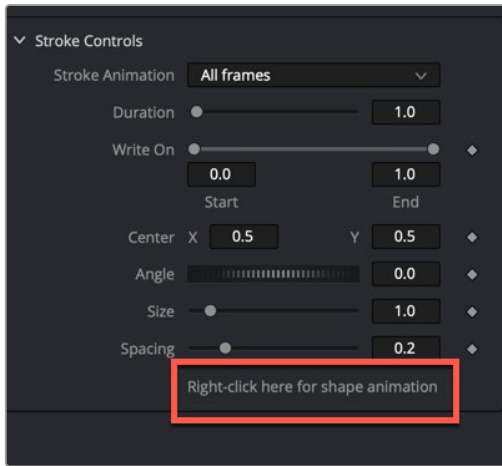 Stroke Controls
Stroke Animation All frames
Duration 1.0
Write On
0.0 1.0
Start End
Center X 0.5 Y 0.5
Angle 0.0
Size 1.0
Spacing 0.2
Right-click here for shape animation